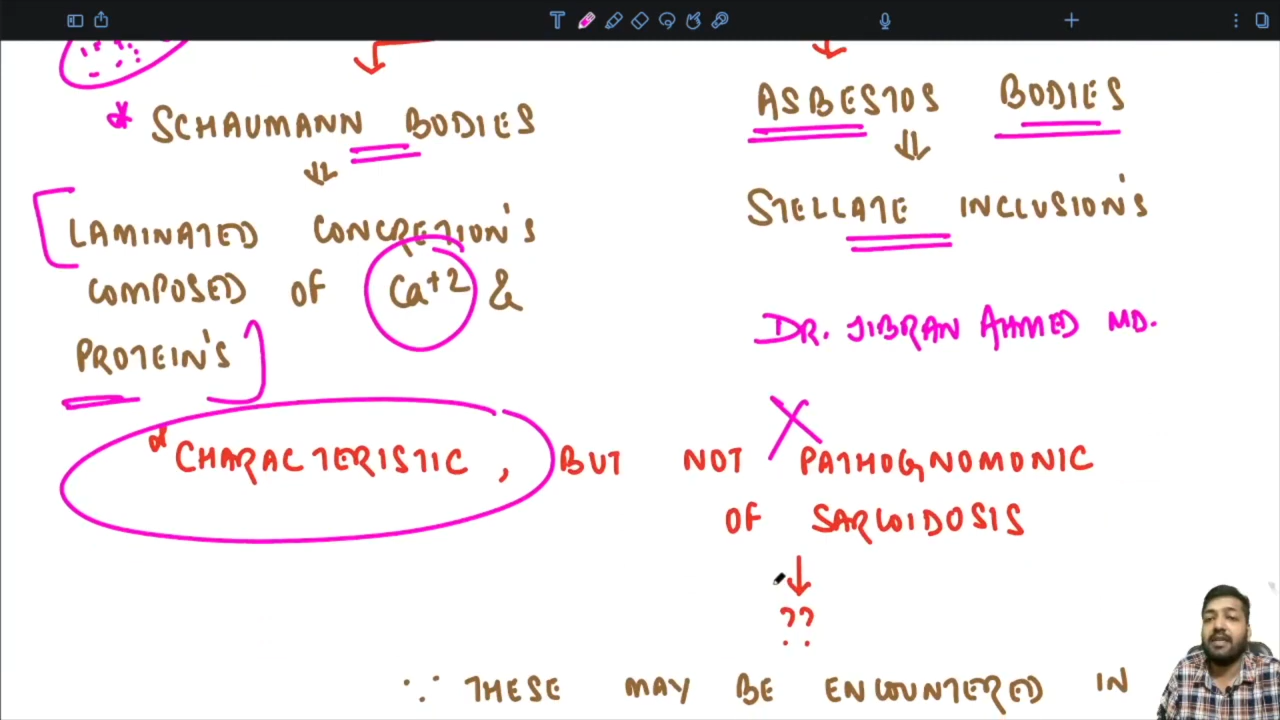 * SCHAUMANN BODIES
LAMINATED CONCRETION'S
COMPOSED OF Ca+2 &
PROTEIN'S
ASBESTOS BODIES
STELLATE INCLUSION'S
DR. JIBRAN AHMED MD.
* CHARACTERISTIC, BUT NOT PATHOGNOMONIC
OF SARCOIDOSIS
??
∵ THESE MAY BE ENCOUNTERED IN